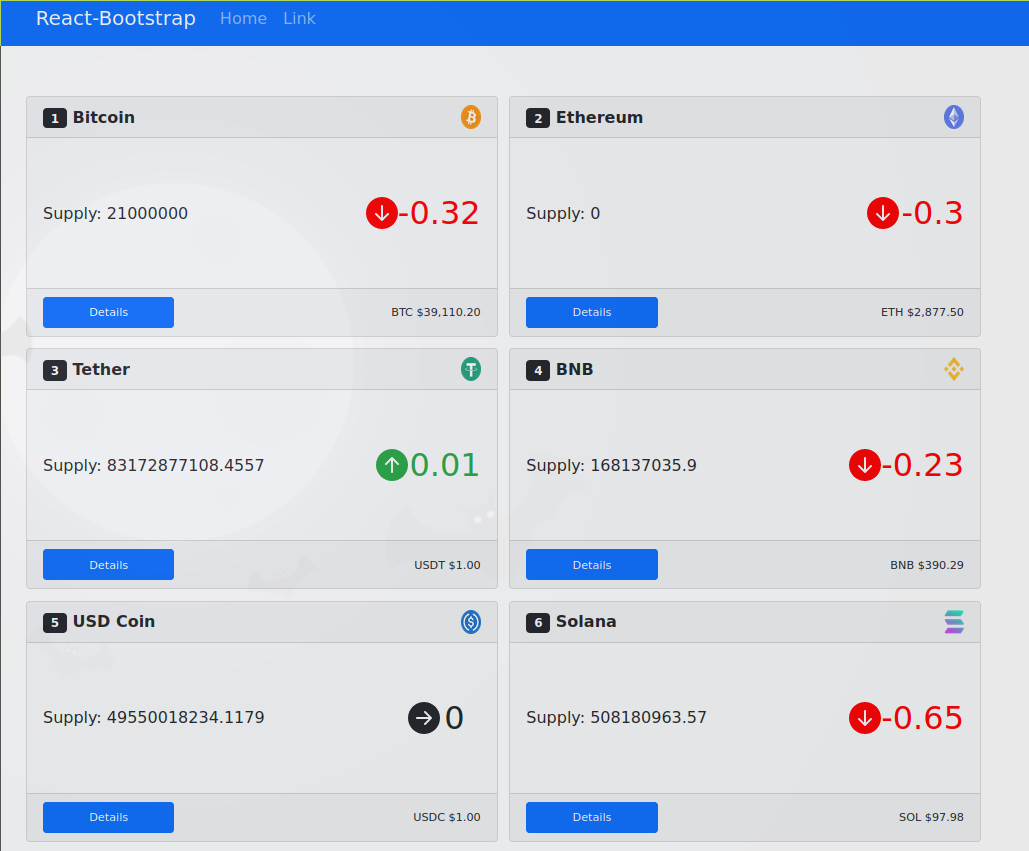 React-Bootstrap Home Link
1 Bitcoin
Supply: 21000000 -0.32
Details BTC $39,110.20
2 Ethereum
Supply: 0 -0.3
Details ETH $2,877.50
3 Tether
Supply: 83172877108.4557 0.01
Details USDT $1.00
4 BNB
Supply: 168137035.9 -0.23
Details BNB $390.29
5 USD Coin
Supply: 49550018234.1179 0
Details USDC $1.00
6 Solana
Supply: 508180963.57 -0.65
Details SOL $97.98